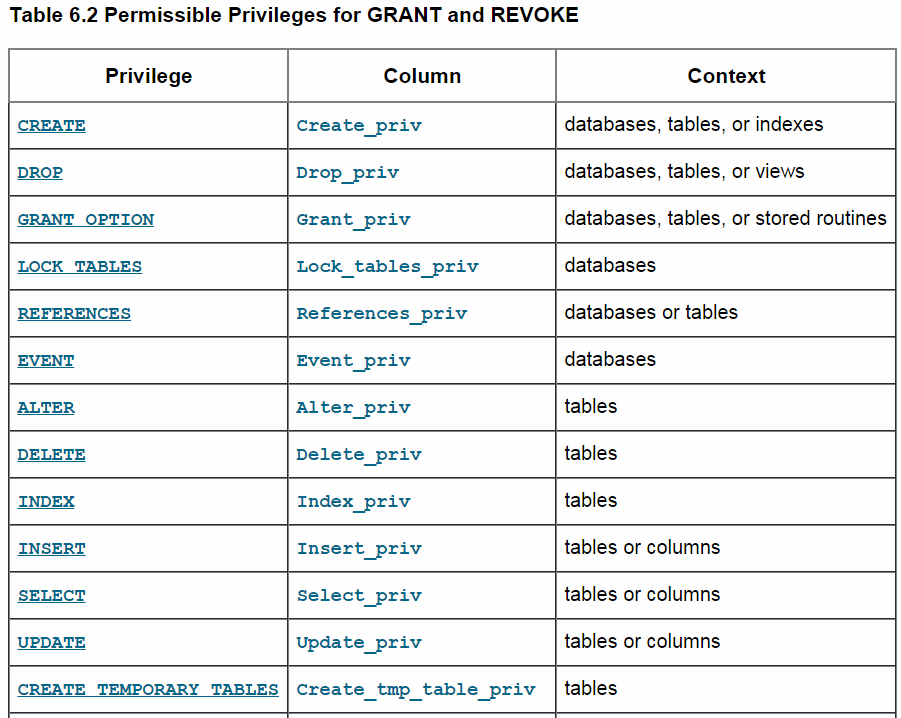 Table 6.2 Permissible Privileges for GRANT and REVOKE
Privilege Column Context
CREATE Create_priv databases, tables, or indexes
DROP Drop_priv databases, tables, or views
GRANT OPTION Grant_priv databases, tables, or stored routines
LOCK TABLES Lock_tables_priv databases
REFERENCES References_priv databases or tables
EVENT Event_priv databases
ALTER Alter_priv tables
DELETE Delete_priv tables
INDEX Index_priv tables
INSERT Insert_priv tables or columns
SELECT Select_priv tables or columns
UPDATE Update_priv tables or columns
CREATE TEMPORARY TABLES Create_tmp_table_priv tables